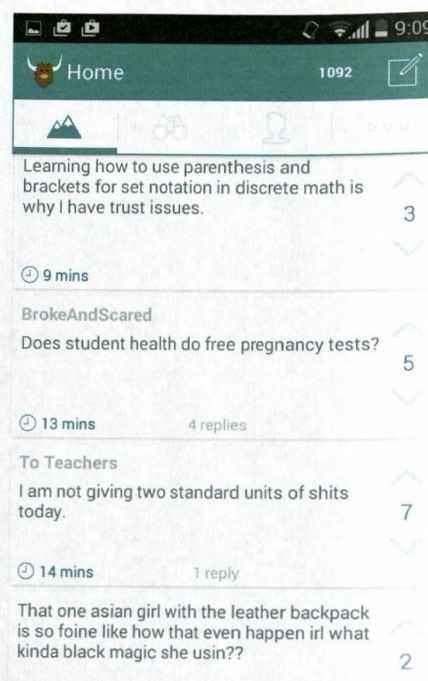 9:09
Home
1092
Learning how to use parenthesis and
brackets for set notation in discrete math is
why I have trust issues.
3
9 mins
BrokeAndScared
Does student health do free pregnancy tests?
5
13 mins 4 replies
To Teachers
I am not giving two standard units of shits
today.
7
14 mins 1 reply
That one asian girl with the leather backpack
is so foine like how that even happen irl what
kinda black magic she usin??
2